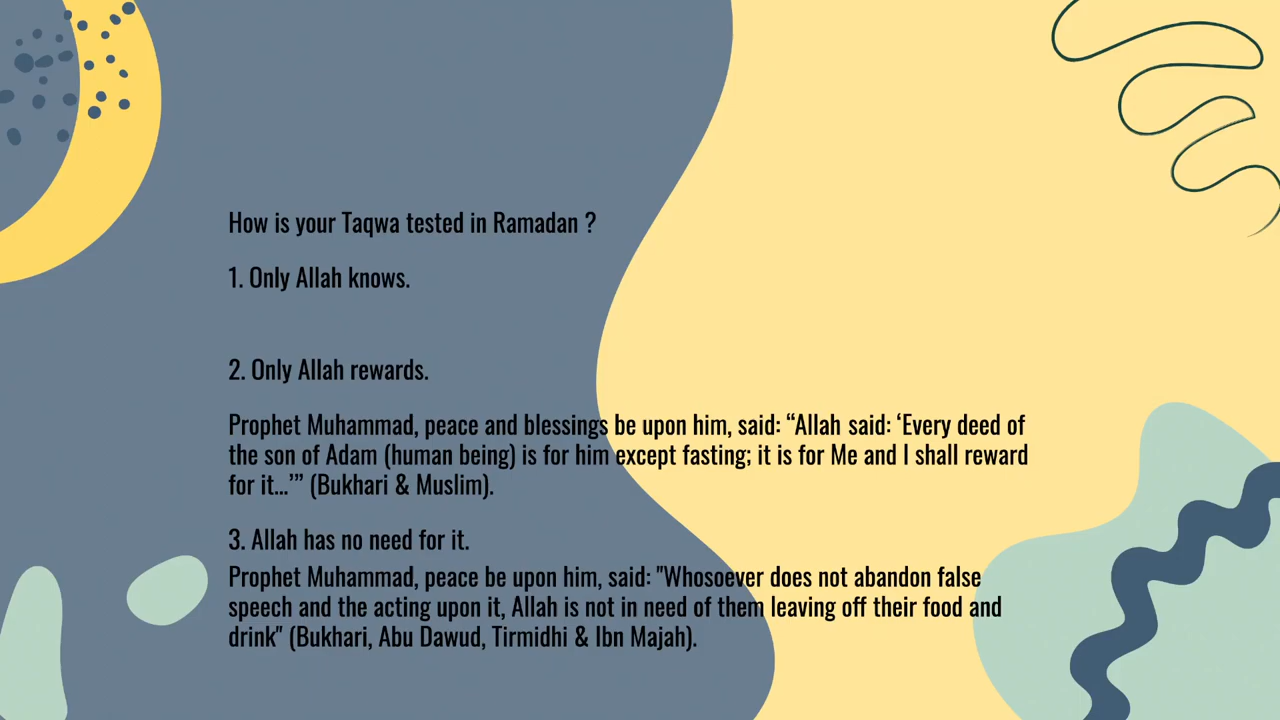 How is your Taqwa tested in Ramadan ?
1. Only Allah knows.
2. Only Allah rewards.
Prophet Muhammad, peace and blessings be upon him, said: “Allah said: ‘Every deed of
the son of Adam (human being) is for him except fasting; it is for Me and I shall reward
for it...’” (Bukhari & Muslim).
3. Allah has no need for it.
Prophet Muhammad, peace be upon him, said: "Whosoever does not abandon false
speech and the acting upon it, Allah is not in need of them leaving off their food and
drink" (Bukhari, Abu Dawud, Tirmidhi & Ibn Majah).